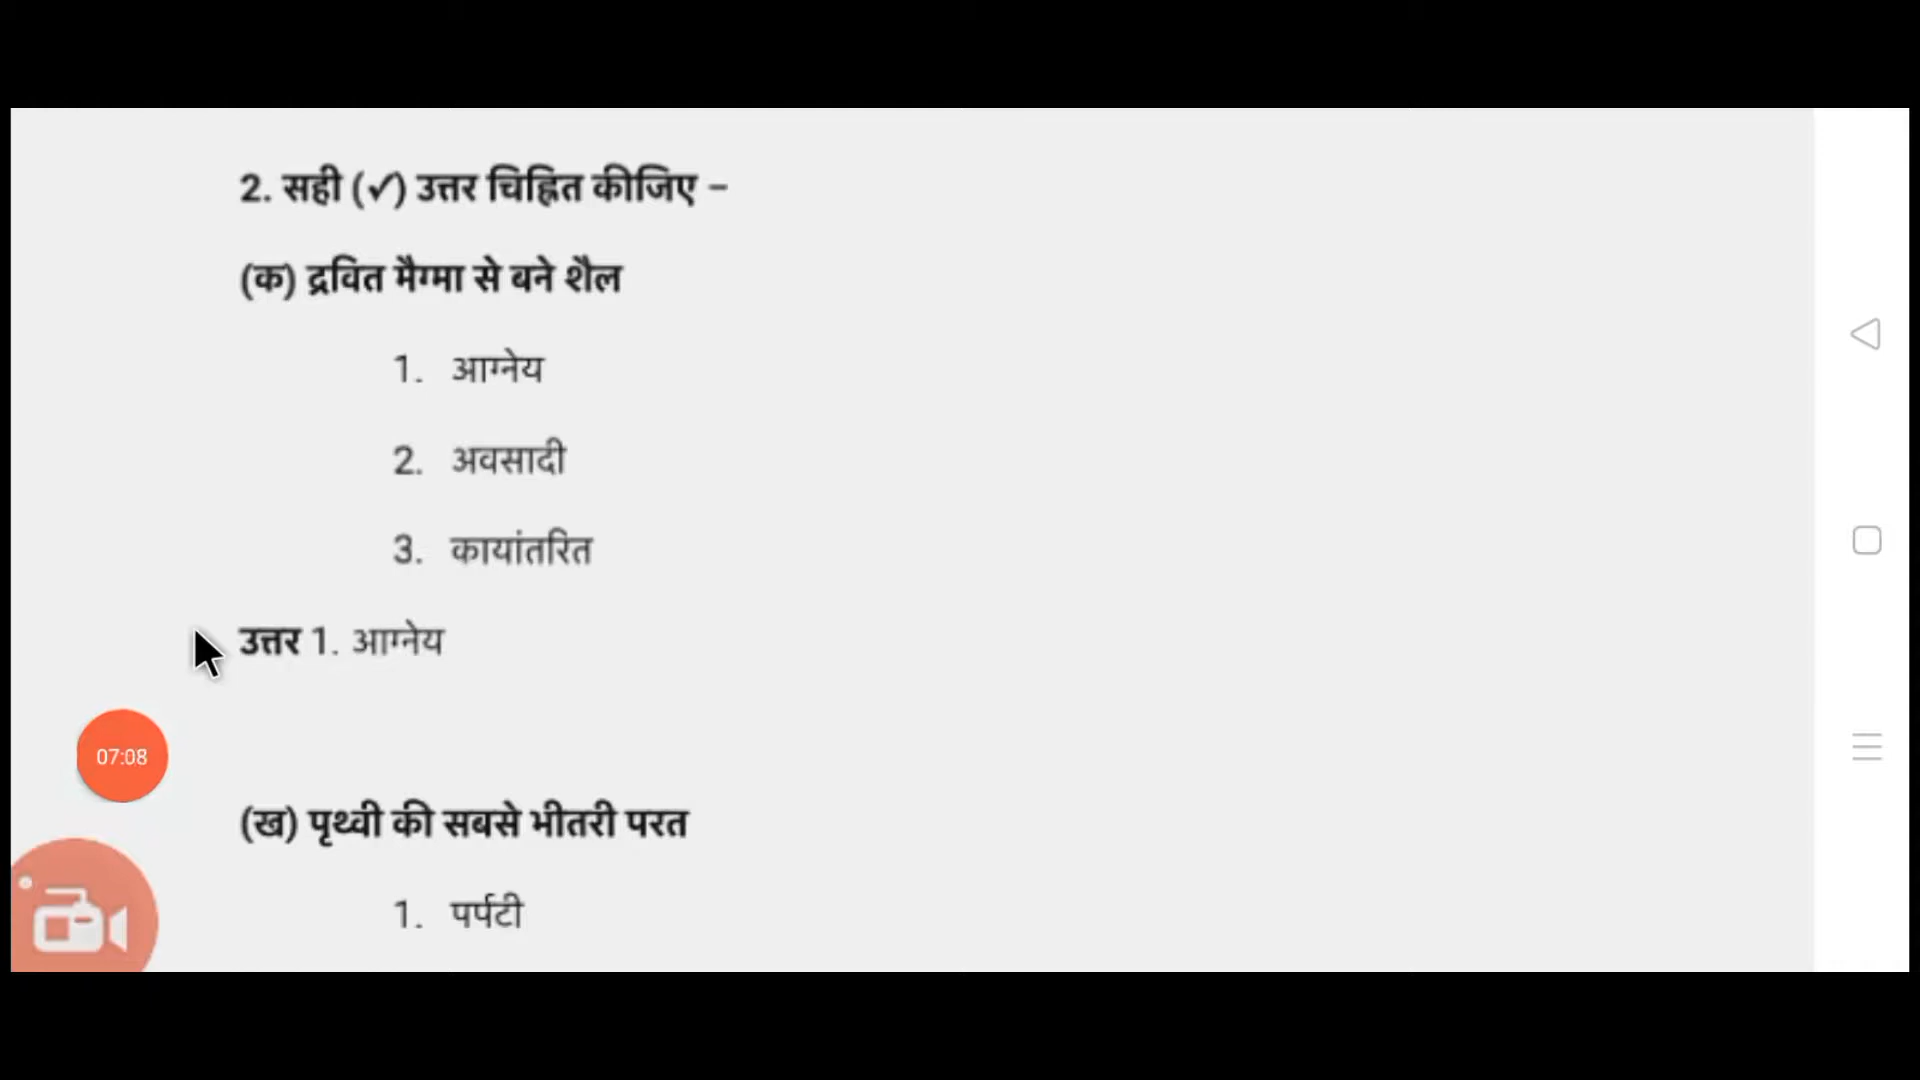 2. सही (✓) उत्तर चिह्नित कीजिए –
(क) द्रवित मैग्मा से बने शैल
1. आग्नेय
2. अवसादी
3. कायांतरित
उत्तर 1. आग्नेय
07:08
(ख) पृथ्वी की सबसे भीतरी परत
1. पर्पटी